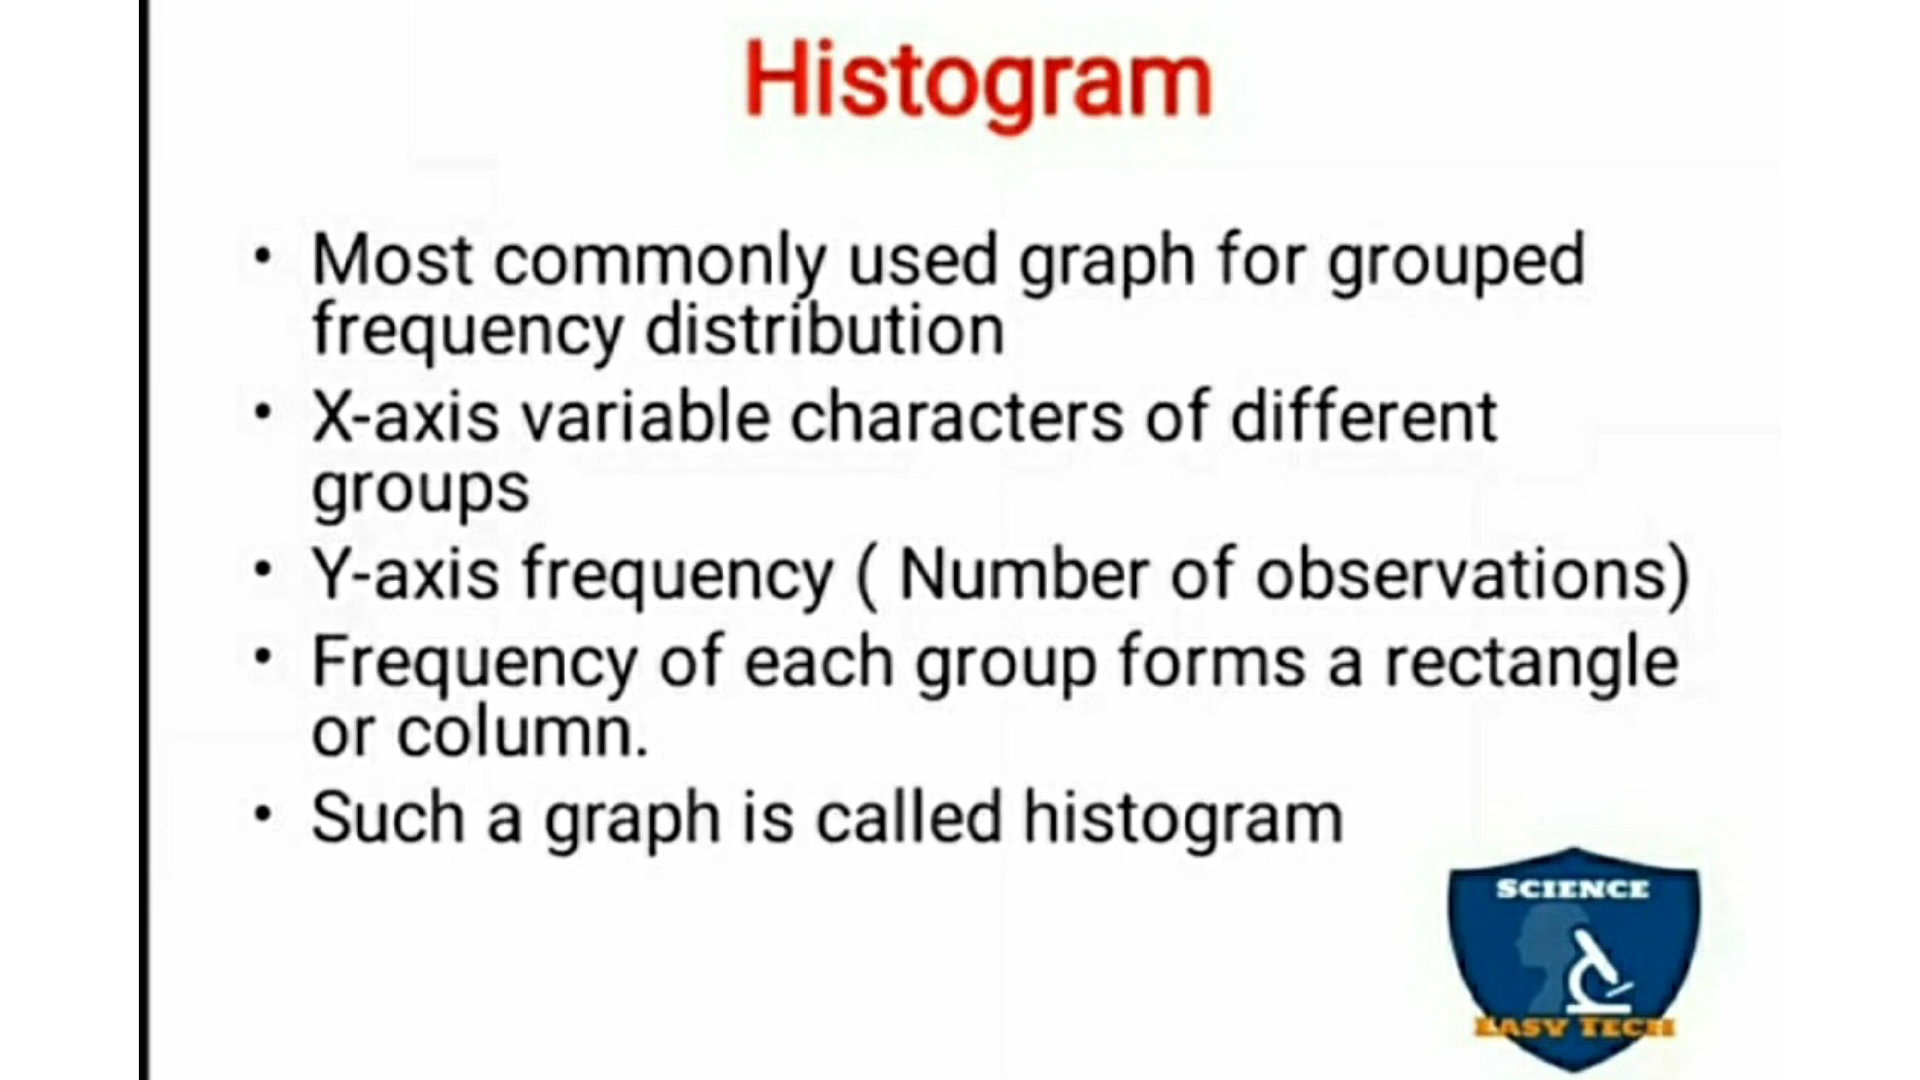 Histogram
• Most commonly used graph for grouped
frequency distribution
• X-axis variable characters of different
groups
• Y-axis frequency ( Number of observations)
• Frequency of each group forms a rectangle
or column.
• Such a graph is called histogram
SCIENCE
EASY TECH